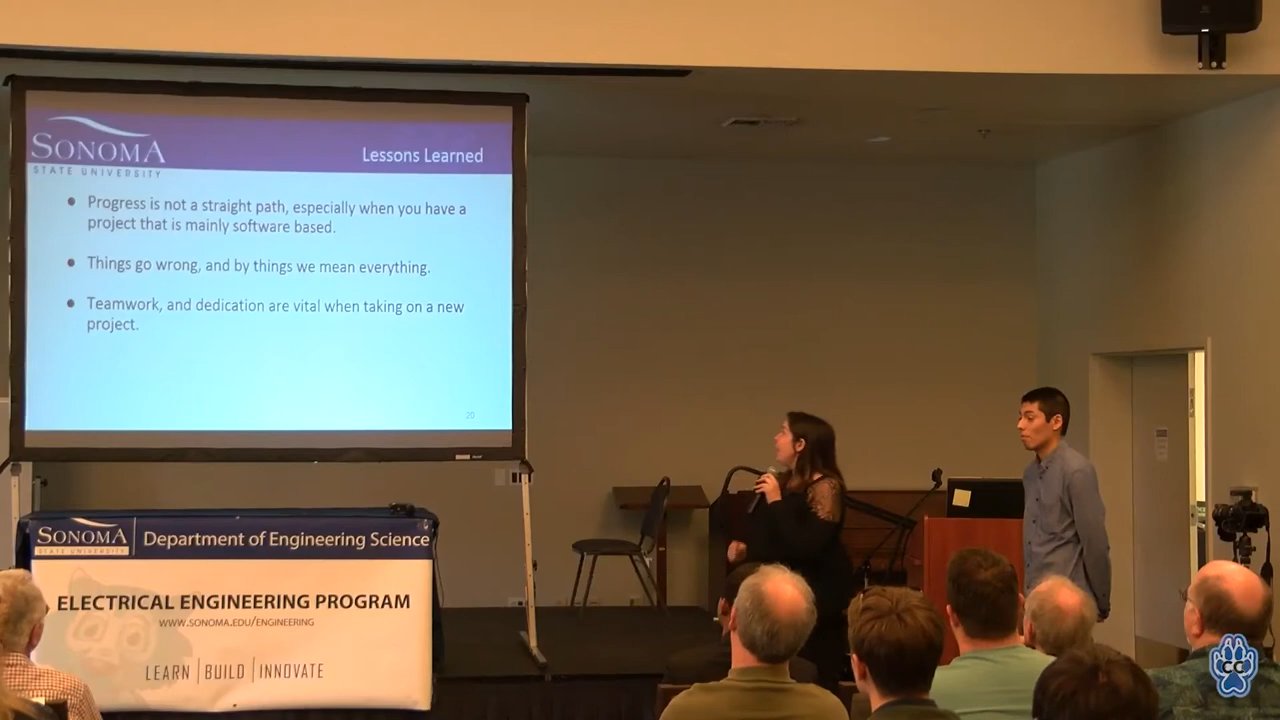 SONOMA
STATE UNIVERSITY
Lessons Learned
Progress is not a straight path, especially when you have a
project that is mainly software based.
Things go wrong, and by things we mean everything.
Teamwork, and dedication are vital when taking on a new
project.
20
SONOMA
STATE UNIVERSITY
Department of Engineering Science
ELECTRICAL ENGINEERING PROGRAM
WWW.SONOMA.EDU/ENGINEERING
LEARN | BUILD | INNOVATE
CC